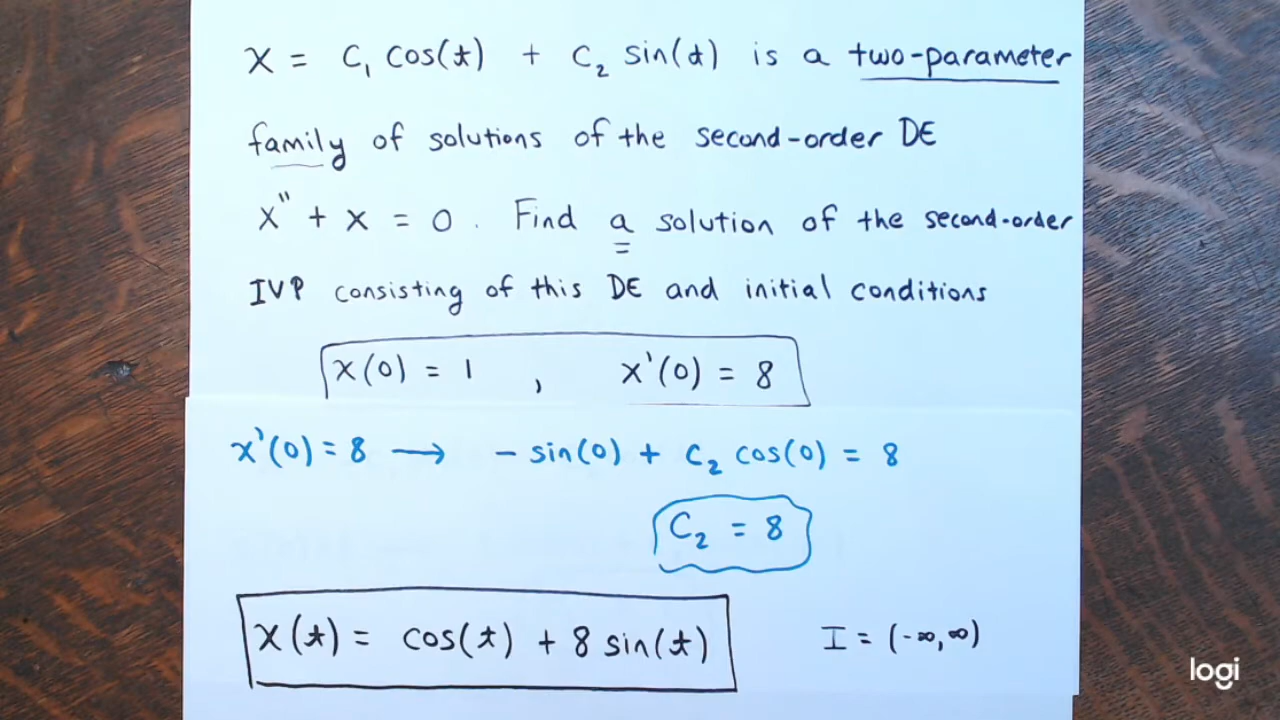 x = C₁ cos(t) + C₂ sin(t) is a two-parameter
family of solutions of the second-order DE
x'' + x = 0. Find a solution of the second-order
IVP consisting of this DE and initial conditions
x(0) = 1 , x'(0) = 8
x'(0) = 8 → - sin(0) + C₂ cos(0) = 8
C₂ = 8
x(t) = cos(t) + 8 sin(t) I = (-∞, ∞)
logi